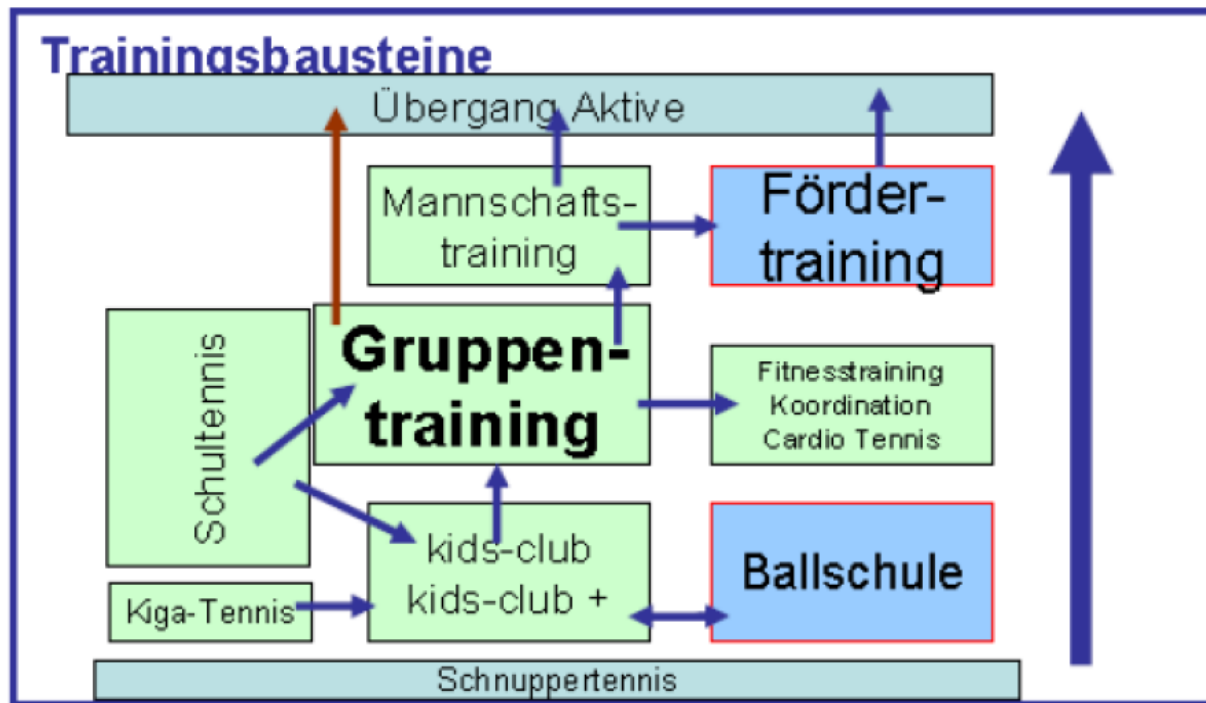 Trainingsbausteine
Übergang Aktive
Mannschafts-
training
Förder-
training
Schultennis
Gruppen-
training
Fitnesstraining
Koordination
Cardio Tennis
kids-club
kids-club +
Ballschule
Kiga-Tennis
Schnuppertennis